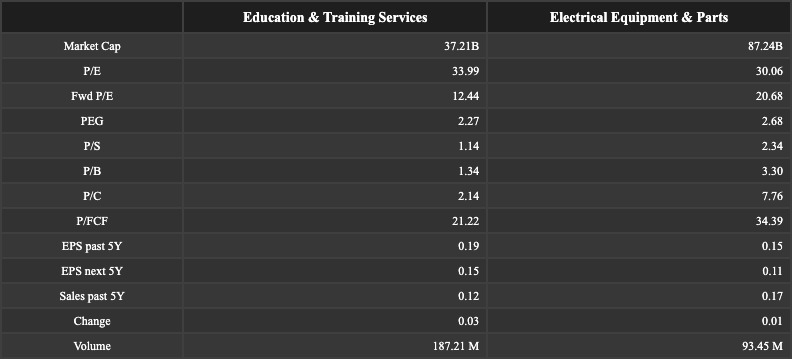 Education & Training Services Electrical Equipment & Parts
Market Cap 37.21B 87.24B
P/E 33.99 30.06
Fwd P/E 12.44 20.68
PEG 2.27 2.68
P/S 1.14 2.34
P/B 1.34 3.30
P/C 2.14 7.76
P/FCF 21.22 34.39
EPS past 5Y 0.19 0.15
EPS next 5Y 0.15 0.11
Sales past 5Y 0.12 0.17
Change 0.03 0.01
Volume 187.21 M 93.45 M